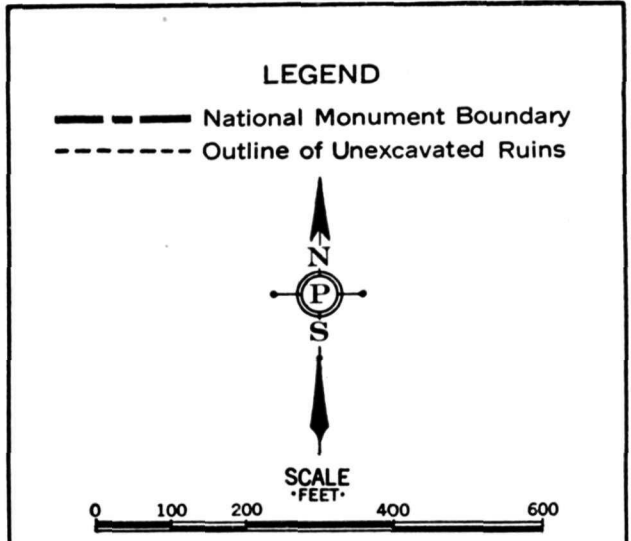 LEGEND
National Monument Boundary
Outline of Unexcavated Ruins
N
P
S
SCALE
·FEET·
0 100 200 400 600